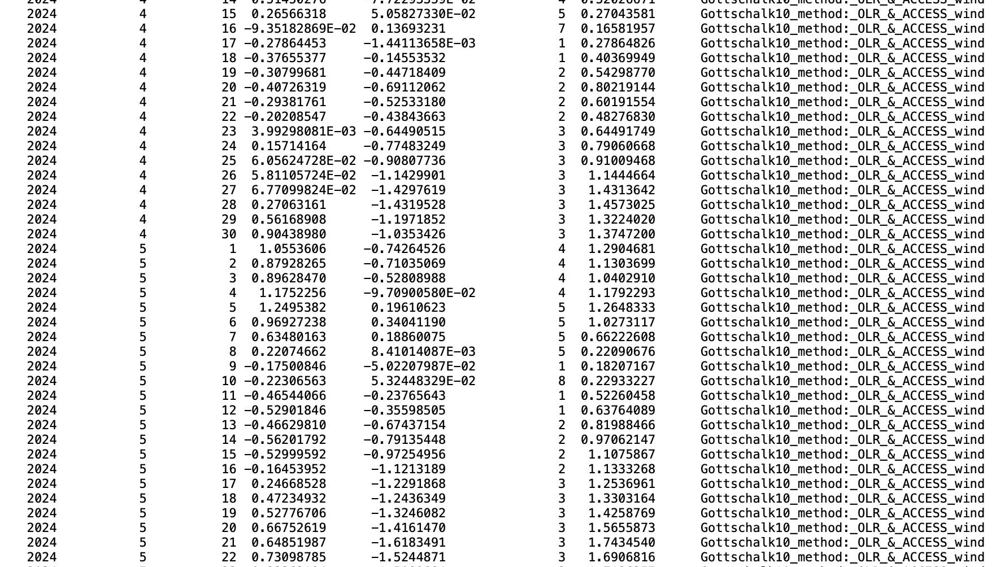 2024 4 14 4 Gottschalk10_method:_OLR_&_ACCESS_wind
2024 4 15 0.26566318 5.05827330E-02 5 0.27043581 Gottschalk10_method:_OLR_&_ACCESS_wind
2024 4 16 -9.35182869E-02 0.13693231 7 0.16581957 Gottschalk10_method:_OLR_&_ACCESS_wind
2024 4 17 -0.27864453 -1.44113658E-03 1 0.27864826 Gottschalk10_method:_OLR_&_ACCESS_wind
2024 4 18 -0.37655377 -0.14553532 1 0.40369949 Gottschalk10_method:_OLR_&_ACCESS_wind
2024 4 19 -0.30799681 -0.44718409 2 0.54298770 Gottschalk10_method:_OLR_&_ACCESS_wind
2024 4 20 -0.40726319 -0.69112062 2 0.80219144 Gottschalk10_method:_OLR_&_ACCESS_wind
2024 4 21 -0.29381761 -0.52533180 2 0.60191554 Gottschalk10_method:_OLR_&_ACCESS_wind
2024 4 22 -0.20208547 -0.43843663 2 0.48276830 Gottschalk10_method:_OLR_&_ACCESS_wind
2024 4 23 3.99298081E-03 -0.64490515 3 0.64491749 Gottschalk10_method:_OLR_&_ACCESS_wind
2024 4 24 0.15714164 -0.77483249 3 0.79060668 Gottschalk10_method:_OLR_&_ACCESS_wind
2024 4 25 6.05624728E-02 -0.90807736 3 0.91009468 Gottschalk10_method:_OLR_&_ACCESS_wind
2024 4 26 5.81105724E-02 -1.1429901 3 1.1444664 Gottschalk10_method:_OLR_&_ACCESS_wind
2024 4 27 6.77099824E-02 -1.4297619 3 1.4313642 Gottschalk10_method:_OLR_&_ACCESS_wind
2024 4 28 0.27063161 -1.4319528 3 1.4573025 Gottschalk10_method:_OLR_&_ACCESS_wind
2024 4 29 0.56168908 -1.1971852 3 1.3224020 Gottschalk10_method:_OLR_&_ACCESS_wind
2024 4 30 0.90438980 -1.0353426 3 1.3747200 Gottschalk10_method:_OLR_&_ACCESS_wind
2024 5 1 1.0553606 -0.74264526 4 1.2904681 Gottschalk10_method:_OLR_&_ACCESS_wind
2024 5 2 0.87928265 -0.71035069 4 1.1303699 Gottschalk10_method:_OLR_&_ACCESS_wind
2024 5 3 0.89628470 -0.52808988 4 1.0402910 Gottschalk10_method:_OLR_&_ACCESS_wind
2024 5 4 1.1752256 -9.70900580E-02 4 1.1792293 Gottschalk10_method:_OLR_&_ACCESS_wind
2024 5 5 1.2495382 0.19610623 5 1.2648333 Gottschalk10_method:_OLR_&_ACCESS_wind
2024 5 6 0.96927238 0.34041190 5 1.0273117 Gottschalk10_method:_OLR_&_ACCESS_wind
2024 5 7 0.63480163 0.18860075 5 0.66222608 Gottschalk10_method:_OLR_&_ACCESS_wind
2024 5 8 0.22074662 8.41014087E-03 5 0.22090676 Gottschalk10_method:_OLR_&_ACCESS_wind
2024 5 9 -0.17500846 -5.02207987E-02 1 0.18207167 Gottschalk10_method:_OLR_&_ACCESS_wind
2024 5 10 -0.22306563 5.32448329E-02 8 0.22933227 Gottschalk10_method:_OLR_&_ACCESS_wind
2024 5 11 -0.46544066 -0.23765643 1 0.52260458 Gottschalk10_method:_OLR_&_ACCESS_wind
2024 5 12 -0.52901846 -0.35598505 1 0.63764089 Gottschalk10_method:_OLR_&_ACCESS_wind
2024 5 13 -0.46629810 -0.67437154 2 0.81988466 Gottschalk10_method:_OLR_&_ACCESS_wind
2024 5 14 -0.56201792 -0.79135448 2 0.97062147 Gottschalk10_method:_OLR_&_ACCESS_wind
2024 5 15 -0.52999592 -0.97254956 2 1.1075867 Gottschalk10_method:_OLR_&_ACCESS_wind
2024 5 16 -0.16453952 -1.1213189 2 1.1333268 Gottschalk10_method:_OLR_&_ACCESS_wind
2024 5 17 0.24668528 -1.2291868 3 1.2536961 Gottschalk10_method:_OLR_&_ACCESS_wind
2024 5 18 0.47234932 -1.2436349 3 1.3303164 Gottschalk10_method:_OLR_&_ACCESS_wind
2024 5 19 0.52776706 -1.3246082 3 1.4258769 Gottschalk10_method:_OLR_&_ACCESS_wind
2024 5 20 0.66752619 -1.4161470 3 1.5655873 Gottschalk10_method:_OLR_&_ACCESS_wind
2024 5 21 0.64851987 -1.6183491 3 1.7434540 Gottschalk10_method:_OLR_&_ACCESS_wind
2024 5 22 0.73098785 -1.5244871 3 1.6906816 Gottschalk10_method:_OLR_&_ACCESS_wind